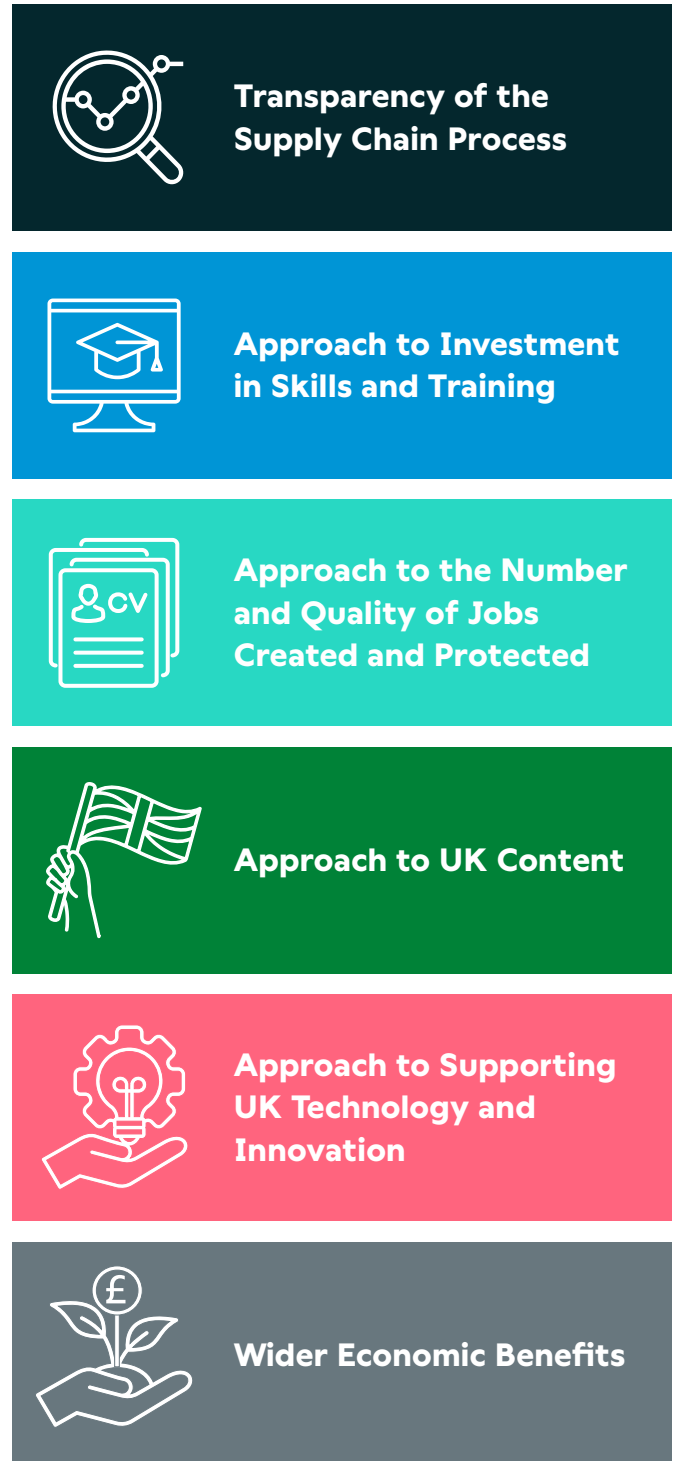 Transparency of the
Supply Chain Process
Approach to Investment
in Skills and Training
CV
Approach to the Number
and Quality of Jobs
Created and Protected
Approach to UK Content
Approach to Supporting
UK Technology and
Innovation
£
Wider Economic Benefits